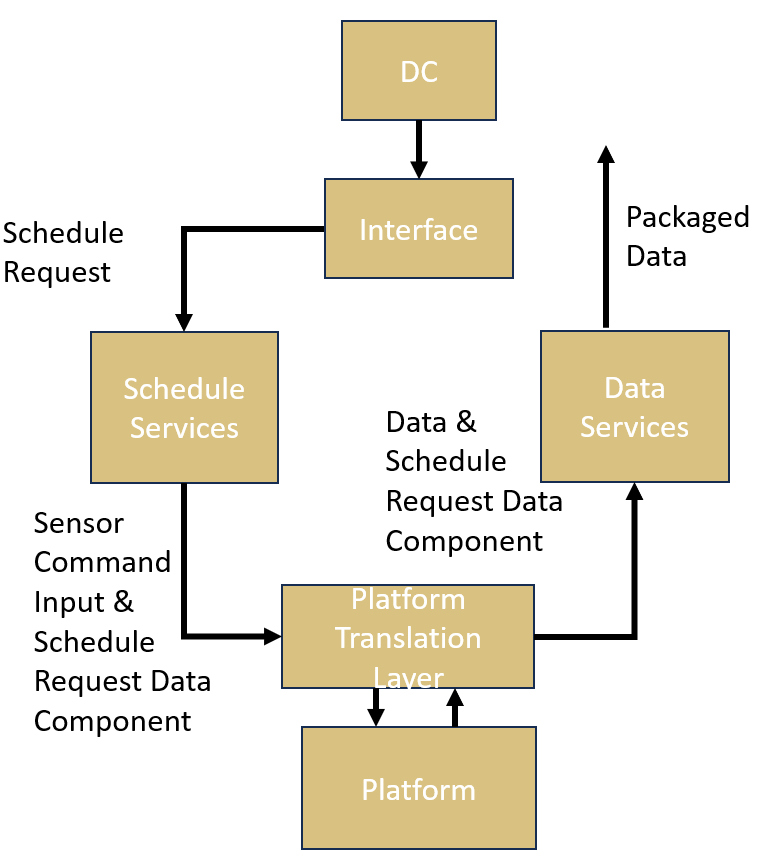 DC
Interface
Schedule
Request
Packaged
Data
Schedule
Services
Data
Services
Data &
Schedule
Request Data
Component
Sensor
Command
Input &
Schedule
Request Data
Component
Platform
Translation
Layer
Platform